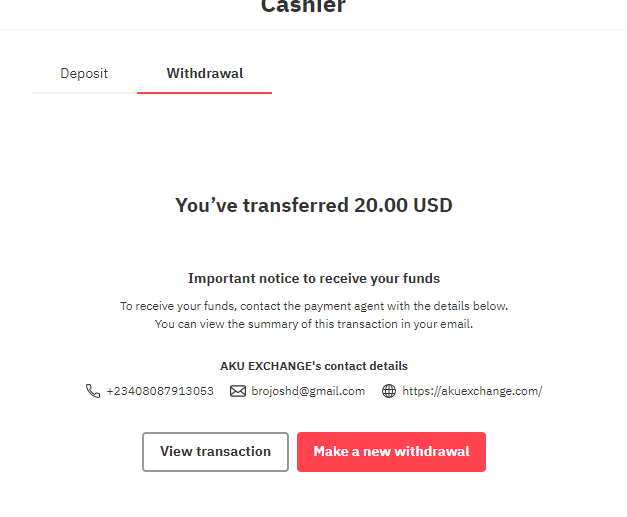 Cashier
Deposit Withdrawal
You’ve transferred 20.00 USD
Important notice to receive your funds
To receive your funds, contact the payment agent with the details below.
You can view the summary of this transaction in your email.
AKU EXCHANGE's contact details
+23408087913053 brojoshd@gmail.com https://akuexchange.com/
View transaction Make a new withdrawal